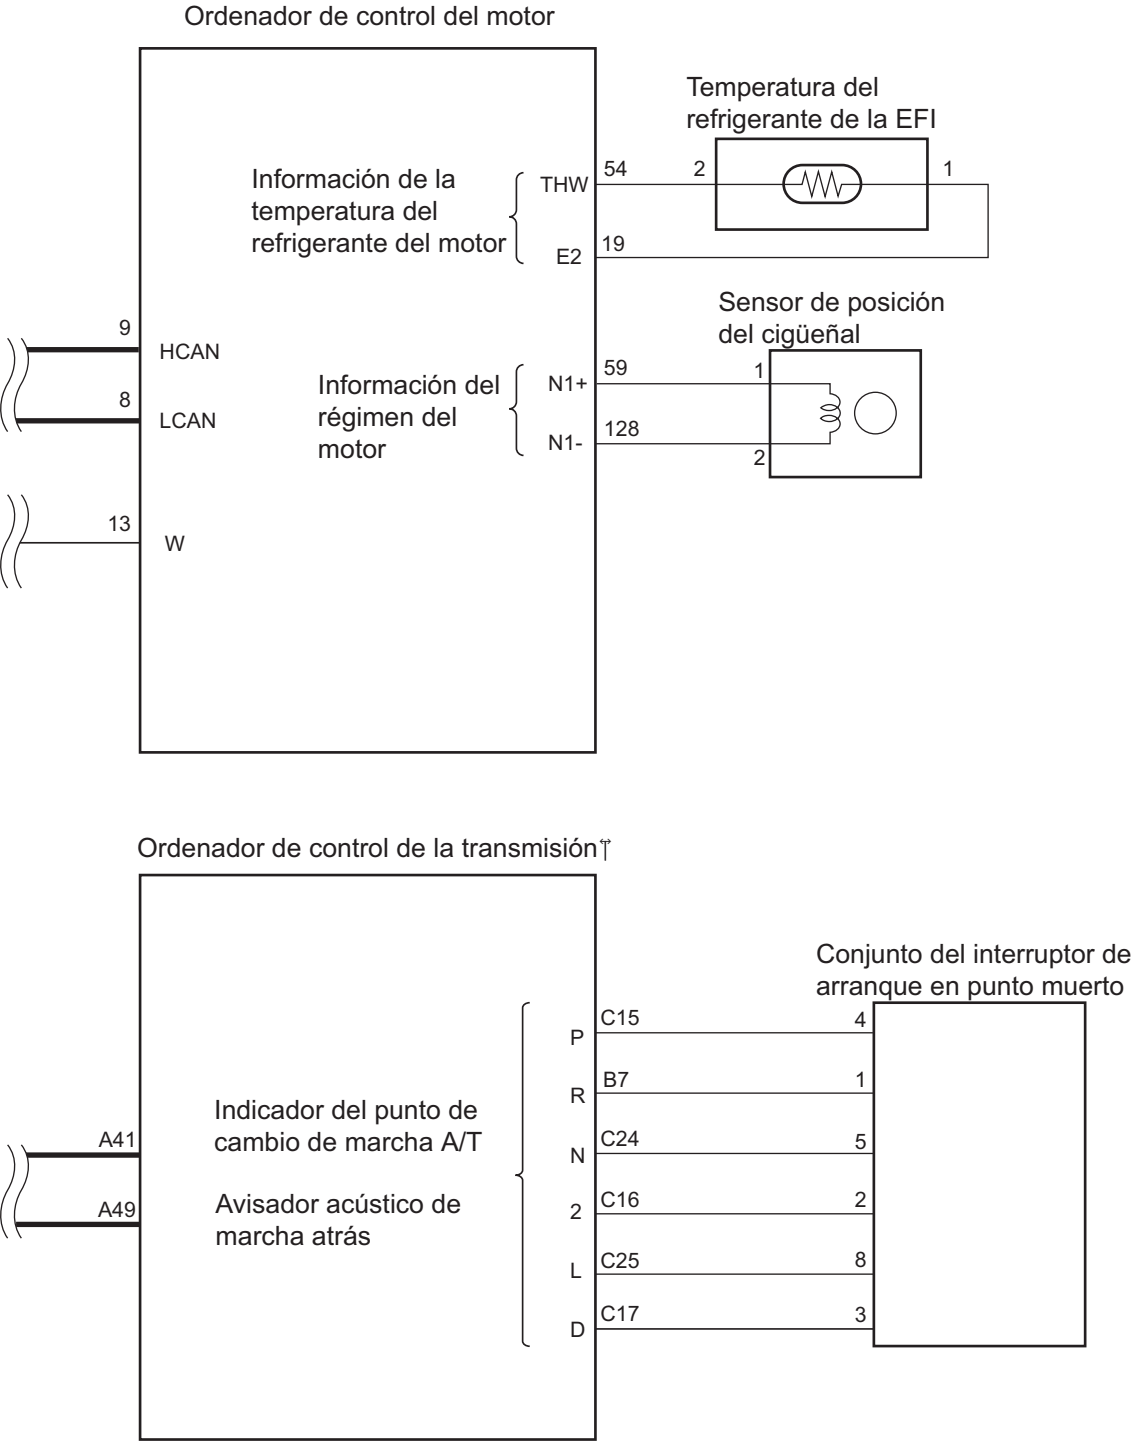 Ordenador de control del motor
Temperatura del
refrigerante de la EFI
Información de la
temperatura del
refrigerante del motor
THW
54
2
1
E2
19
Sensor de posición
del cigüeñal
9
HCAN
8
LCAN
Información del
régimen del
motor
N1+
59
1
N1-
128
2
13
W
Ordenador de control de la transmisión
Conjunto del interruptor de
arranque en punto muerto
P
C15
4
R
B7
1
Indicador del punto de
cambio de marcha A/T
A41
N
C24
5
Avisador acústico de
marcha atrás
A49
2
C16
2
L
C25
8
D
C17
3